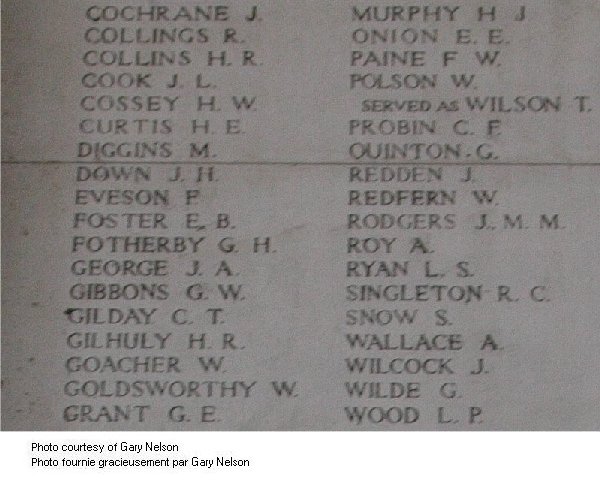 COCHRANE J.
COLLINGS R.
COLLINS H. R.
COOK J. L.
COSSEY H. W.
CURTIS H. E.
DIGGINS M.
DOWN J. H.
EVESON F
FOSTER E. B.
FOTHERBY G. H.
GEORGE J. A.
GIBBONS G. W.
GILDAY C. T.
GILHULY H. R.
GOACHER W.
GOLDSWORTHY W.
GRANT G. E.
MURPHY H J
ONION E. E.
PAINE F W.
POLSON W.
SERVED AS WILSON T.
PROBIN C. F.
QUINTON. G.
REDDEN J.
REDFERN W.
RODGERS J. M. M.
ROY A.
RYAN L. S.
SINGLETON R. C.
SNOW S.
WALLACE A.
WILCOCK J.
WILDE G.
WOOD L. P.
Photo courtesy of Gary Nelson
Photo fournie gracieusement par Gary Nelson